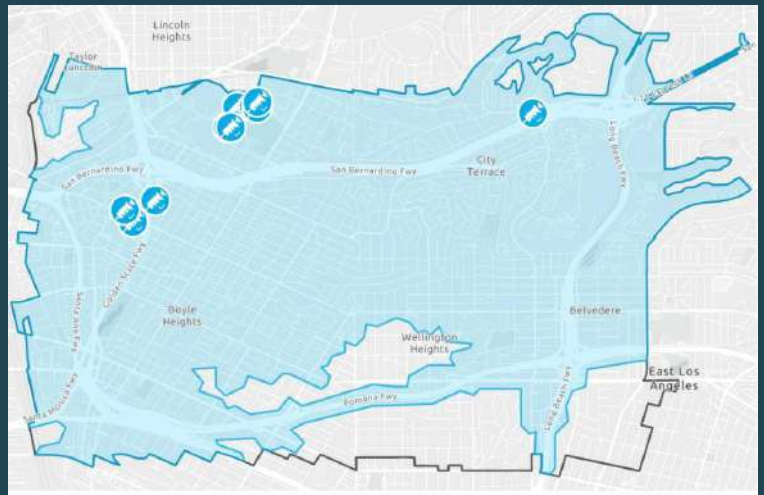 Lincoln
Heights
Taylor
Junction
San Bernardino Fwy
San Bernardino Fwy
City
Terrace
Long Beach Fwy
Golden State Fwy
Santa Ana Fwy
Boyle
Heights
Belvedere
Wellington
Heights
East Los
Angeles
Santa Monica Fwy
Pomona Fwy
Long Beach Fwy